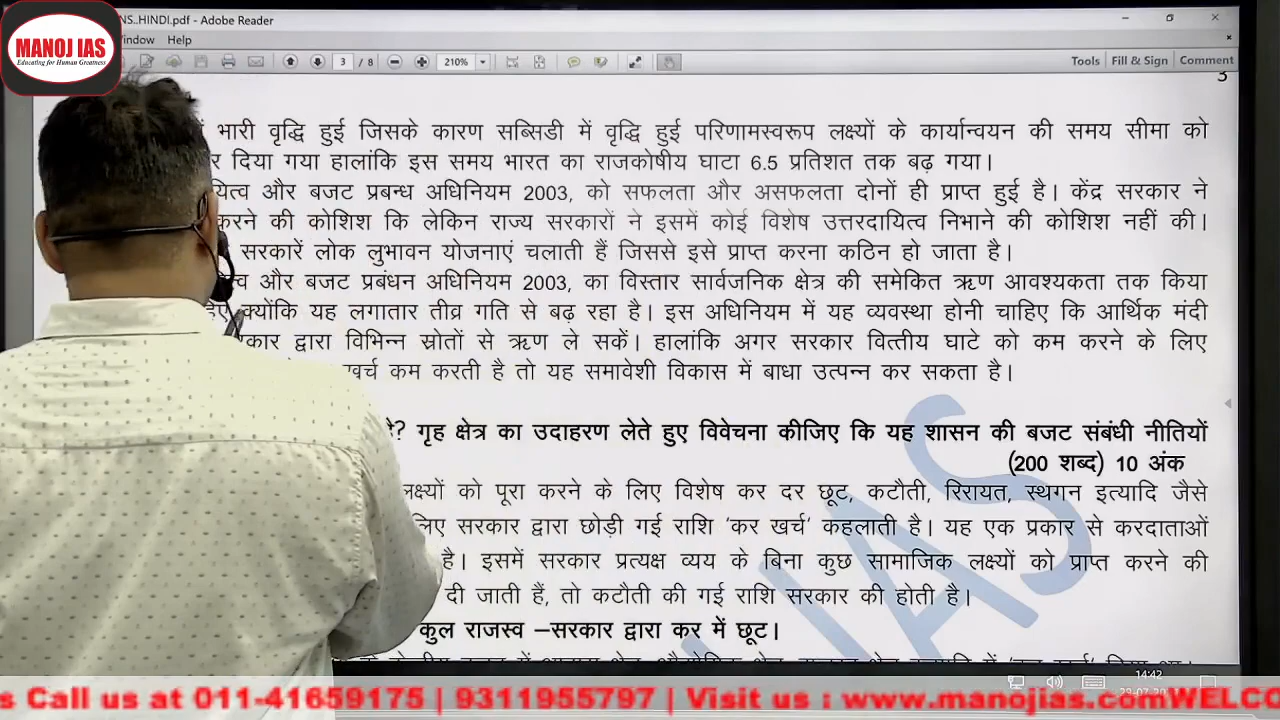 MANOJ IAS
Educating for Human Greatness
NS..HINDI.pdf - Adobe Reader
indow Help
3 / 8 210% Tools Fill & Sign Comment
3
भारी वृद्धि हुई जिसके कारण सब्सिडी में वृद्धि हुई परिणामस्वरूप लक्ष्यों के कार्यान्वयन की समय सीमा को
र दिया गया हालांकि इस समय भारत का राजकोषीय घाटा 6.5 प्रतिशत तक बढ़ गया।
यित्व और बजट प्रबन्ध अधिनियम 2003, को सफलता और असफलता दोनों ही प्राप्त हुई है। केंद्र सरकार ने
करने की कोशिश कि लेकिन राज्य सरकारों ने इसमें कोई विशेष उत्तरदायित्व निभाने की कोशिश नहीं की।
सरकारें लोक लुभावन योजनाएं चलाती हैं जिससे इसे प्राप्त करना कठिन हो जाता है।
त्व और बजट प्रबंधन अधिनियम 2003, का विस्तार सार्वजनिक क्षेत्र की समेकित ऋण आवश्यकता तक किया
क्योंकि यह लगातार तीव्र गति से बढ़ रहा है। इस अधिनियम में यह व्यवस्था होनी चाहिए कि आर्थिक मंदी
कार द्वारा विभिन्न स्रोतों से ऋण ले सकें। हालांकि अगर सरकार वित्तीय घाटे को कम करने के लिए
खर्च कम करती है तो यह समावेशी विकास में बाधा उत्पन्न कर सकता है।
है? गृह क्षेत्र का उदाहरण लेते हुए विवेचना कीजिए कि यह शासन की बजट संबंधी नीतियों
(200 शब्द) 10 अंक
लक्ष्यों को पूरा करने के लिए विशेष कर दर छूट, कटौती, रिरायत, स्थगन इत्यादि जैसे
लिए सरकार द्वारा छोड़ी गई राशि 'कर खर्च' कहलाती है। यह एक प्रकार से करदाताओं
है। इसमें सरकार प्रत्यक्ष व्यय के बिना कुछ सामाजिक लक्ष्यों को प्राप्त करने की
दी जाती हैं, तो कटौती की गई राशि सरकार की होती है।
कुल राजस्व –सरकार द्वारा कर में छूट।
IAS
14:42
s Call us at 011-41659175 | 9311955797 | Visit us : www.manojias.comWELCO